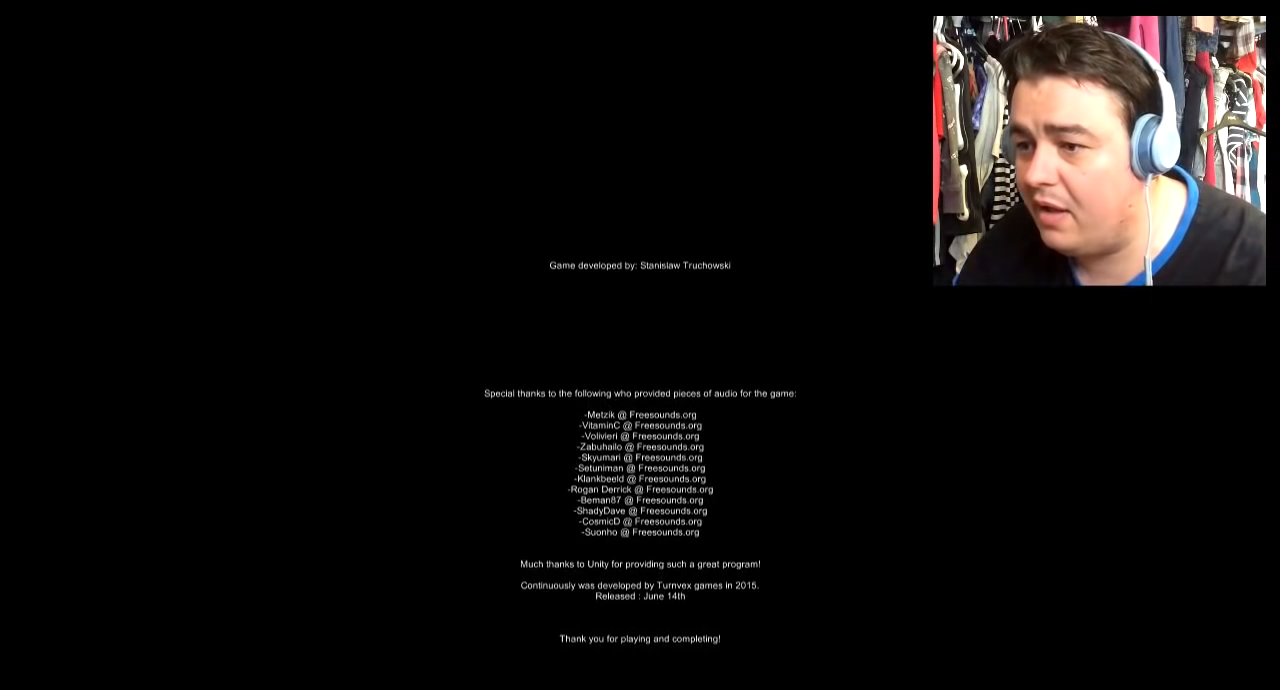 Game developed by: Stanislaw Truchowski
Special thanks to the following who provided pieces of audio for the game:
-Metzik @ Freesounds.org
-VitaminC @ Freesounds.org
-Volivieri @ Freesounds.org
-Zabuhailo @ Freesounds.org
-Skyumari @ Freesounds.org
-Setuniman @ Freesounds.org
-Klankbeeld @ Freesounds.org
-Rogan Derrick @ Freesounds.org
-Beman87 @ Freesounds.org
-ShadyDave @ Freesounds.org
-CosmicD @ Freesounds.org
-Suonho @ Freesounds.org
Much thanks to Unity for providing such a great program!
Continuously was developed by Turnvex games in 2015.
Released : June 14th
Thank you for playing and completing!